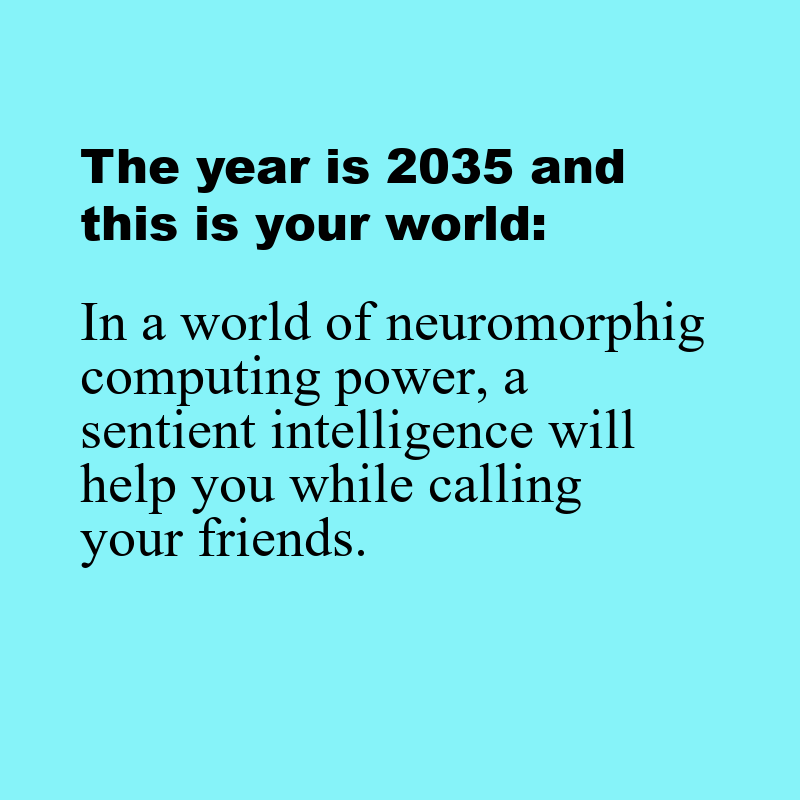 The year is 2035 and
this is your world:
In a world of neuromorphig
computing power, a
sentient intelligence will
help you while calling
your friends.